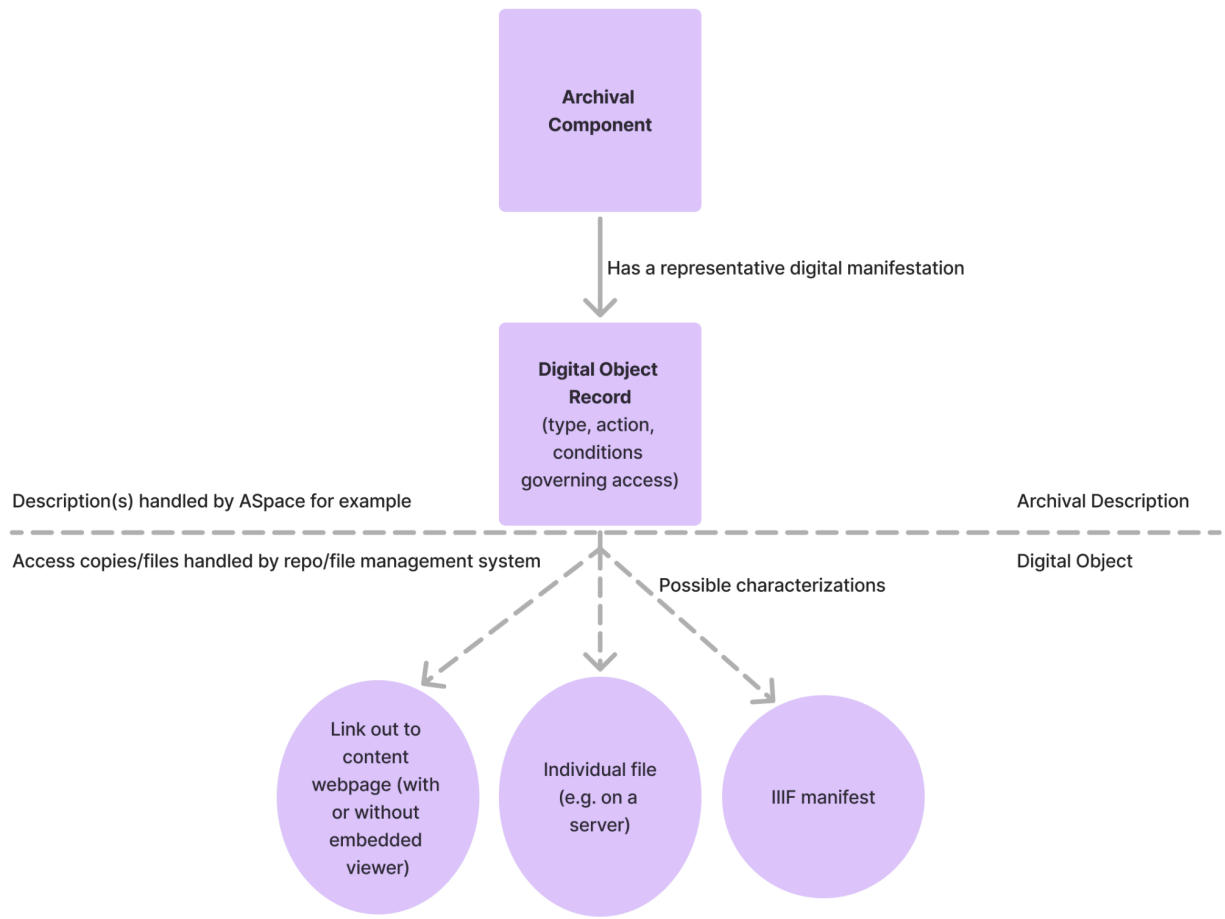 Archival
Component
Has a representative digital manifestation
Digital Object
Record
(type, action,
conditions
governing access)
Description(s) handled by ASpace for example
Archival Description
Access copies/files handled by repo/file management system
Digital Object
Possible characterizations
Link out to
content
webpage (with
or without
embedded
viewer)
Individual file
(e.g. on a
server)
IIIF manifest